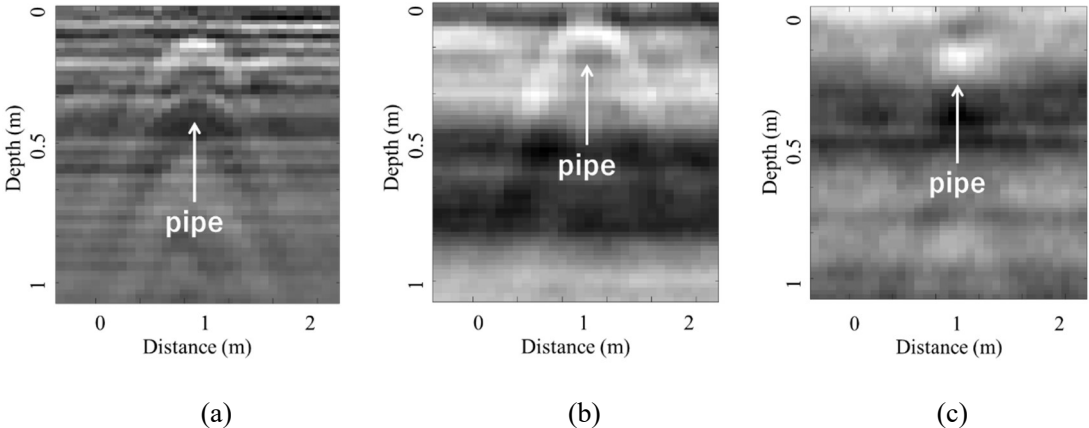 0
0.5
1
Depth (m)
pipe
0 1 2
Distance (m)
(a)
0
0.5
1
Depth (m)
pipe
0 1 2
Distance (m)
(b)
0
0.5
1
Depth (m)
pipe
0 1 2
Distance (m)
(c)